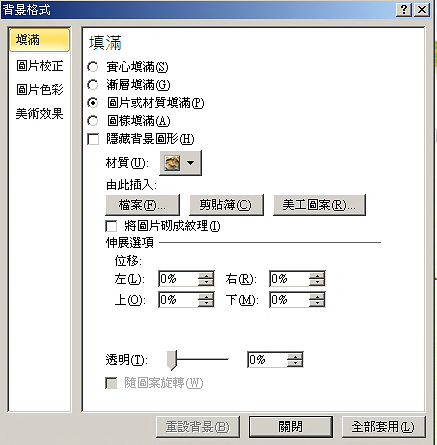 背景格式
填滿
圖片校正
圖片色彩
美術效果
填滿
實心填滿(S)
漸層填滿(G)
圖片或材質填滿(P)
圖樣填滿(A)
隱藏背景圖形(H)
材質(U):
由此插入:
檔案(F)... 剪貼簿(C) 美工圖案(R)...
將圖片砌成紋理(I)
伸展選項
位移:
左(L): 0% 右(R): 0%
上(O): 0% 下(M): 0%
透明(T): 0%
隨圖案旋轉(W)
重設背景(B) 關閉 全部套用(L)